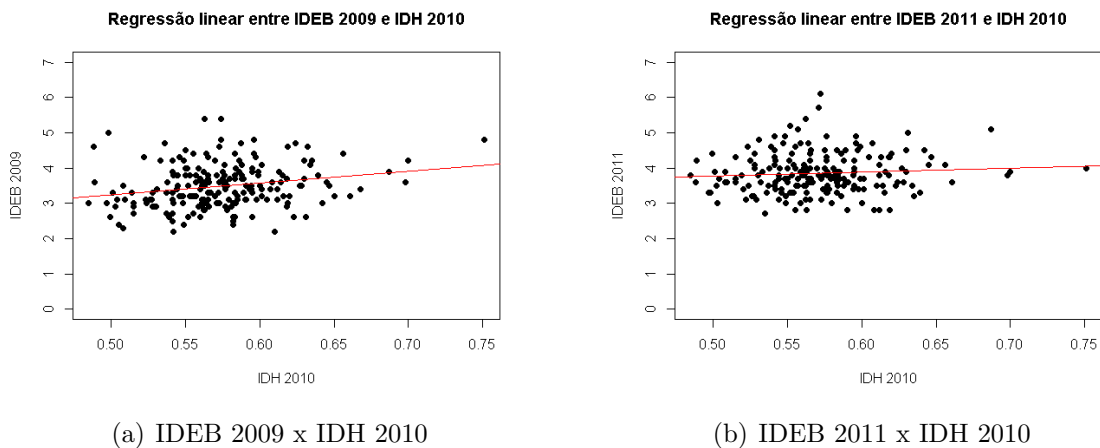 Regressão linear entre IDEB 2009 e IDH 2010
IDEB 2009
7
6
5
4
3
2
1
0
0.50 0.55 0.60 0.65 0.70 0.75
IDH 2010
(a) IDEB 2009 x IDH 2010
Regressão linear entre IDEB 2011 e IDH 2010
IDEB 2011
7
6
5
4
3
2
1
0
0.50 0.55 0.60 0.65 0.70 0.75
IDH 2010
(b) IDEB 2011 x IDH 2010